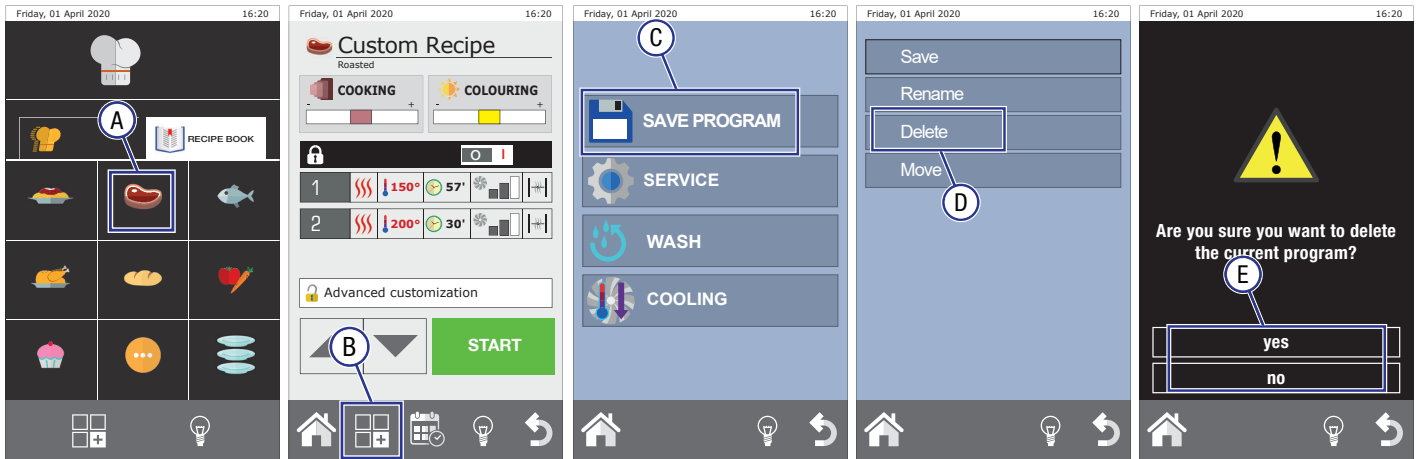 Friday, 01 April 2020 16:20
A
RECIPE BOOK
Friday, 01 April 2020 16:20
Custom Recipe
Roasted
COOKING
- +
COLOURING
- +
O I
1 150° 57'
2 200° 30'
Advanced customization
B
START
Friday, 01 April 2020 16:20
C
SAVE PROGRAM
SERVICE
WASH
COOLING
Friday, 01 April 2020 16:20
Save
Rename
Delete
Move
D
Friday, 01 April 2020 16:20
Are you sure you want to delete
the current program?
E
yes
no